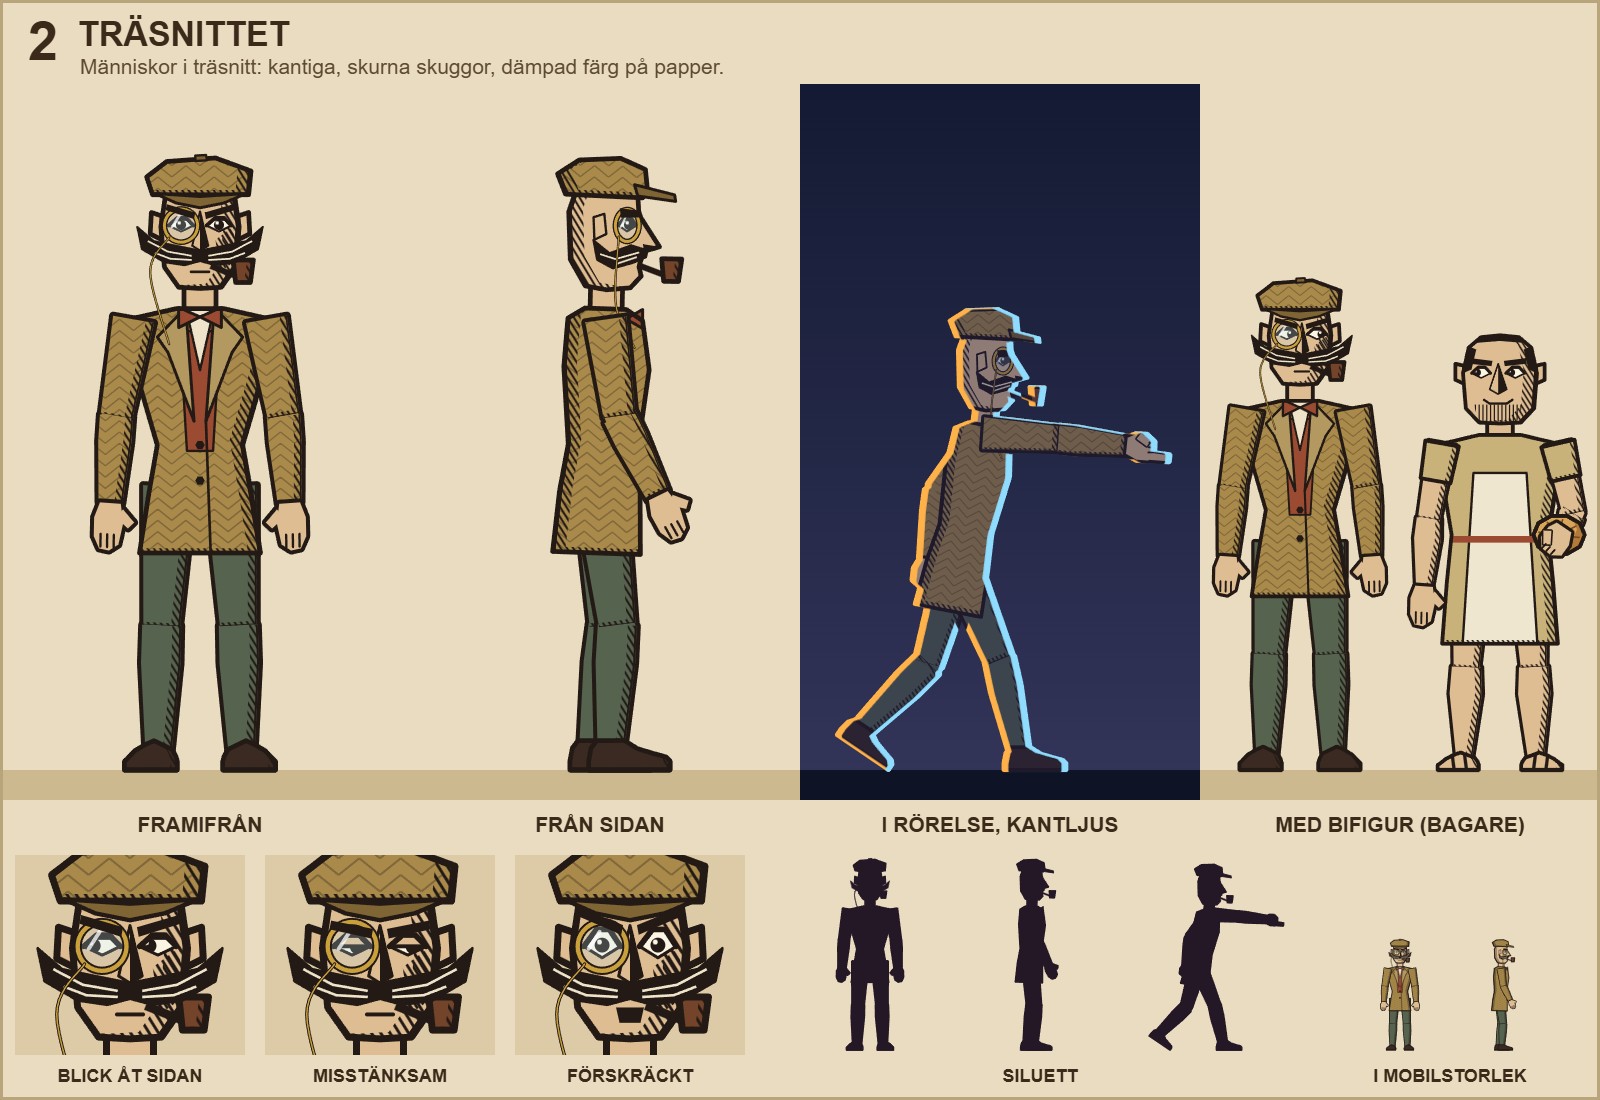 2 TRÄSNITTET
Människor i träsnitt: kantiga, skurna skuggor, dämpad färg på papper.
FRAMIFRÅN
FRÅN SIDAN
I RÖRELSE, KANTLJUS
MED BIFIGUR (BAGARE)
BLICK ÅT SIDAN
MISSTÄNKSAM
FÖRSKRÄCKT
SILUETT
I MOBILSTORLEK